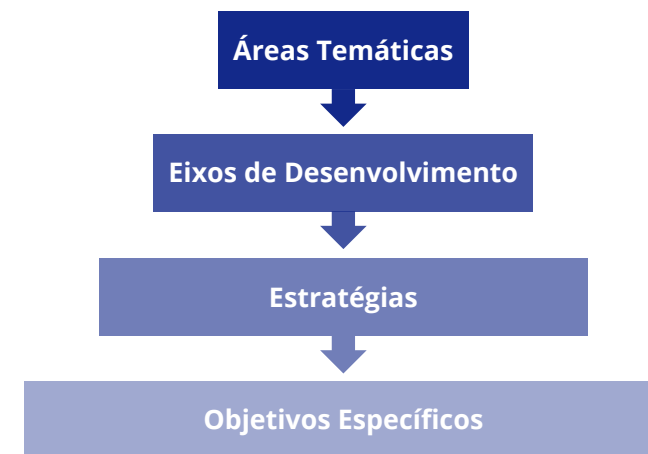 Áreas Temáticas
Eixos de Desenvolvimento
Estratégias
Objetivos Específicos